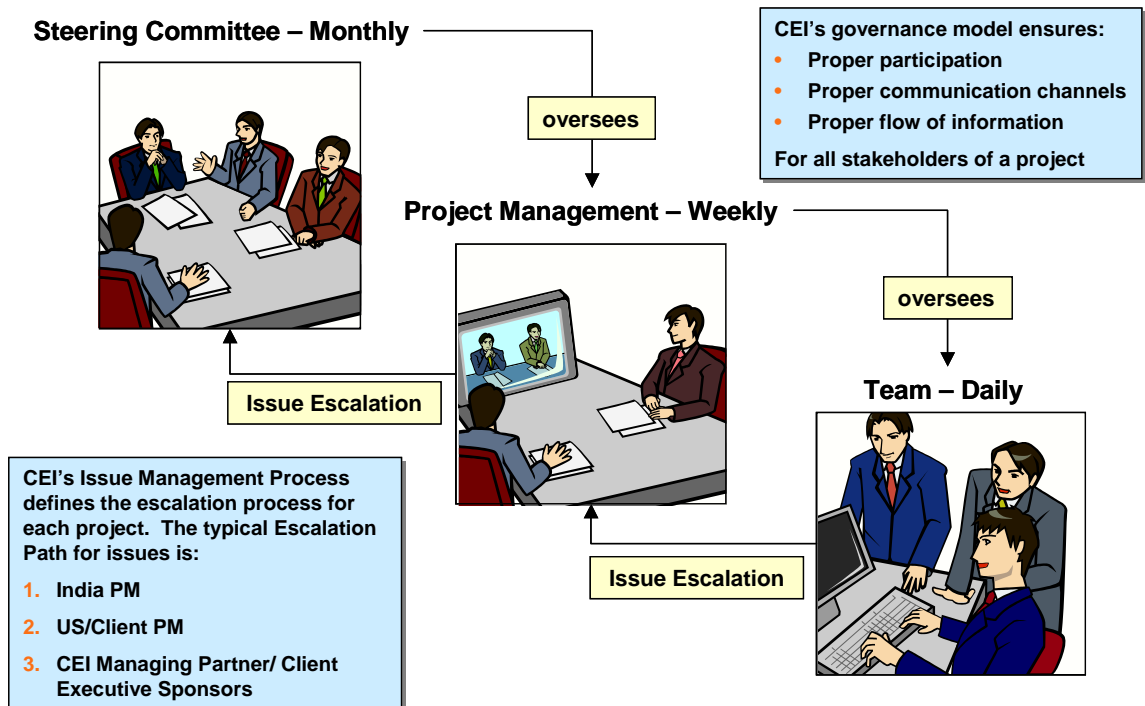 Steering Committee – Monthly
CEI’s governance model ensures:
• Proper participation
• Proper communication channels
• Proper flow of information
For all stakeholders of a project
oversees
Project Management – Weekly
oversees
Issue Escalation
Team – Daily
CEI’s Issue Management Process
defines the escalation process for
each project. The typical Escalation
Path for issues is:
1. India PM
2. US/Client PM
3. CEI Managing Partner/ Client
Executive Sponsors
Issue Escalation